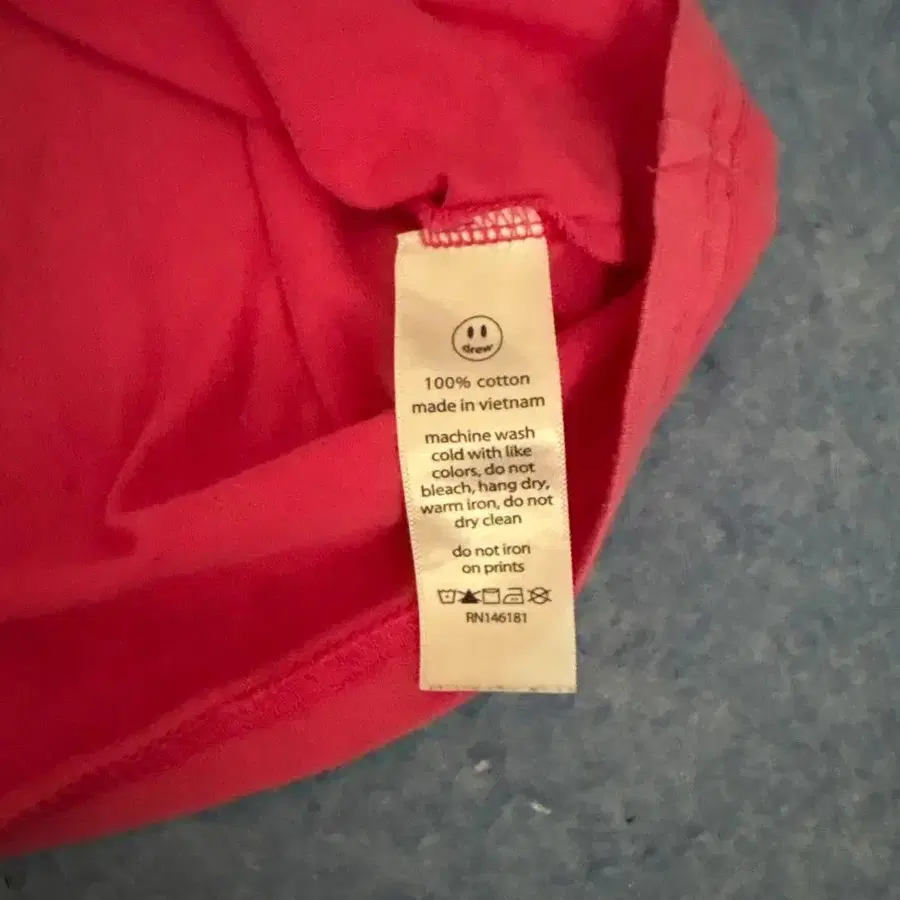 drew
100% cotton
made in vietnam
machine wash
cold with like
colors, do not
bleach, hang dry,
warm iron, do not
dry clean
do not iron
on prints
RN146181